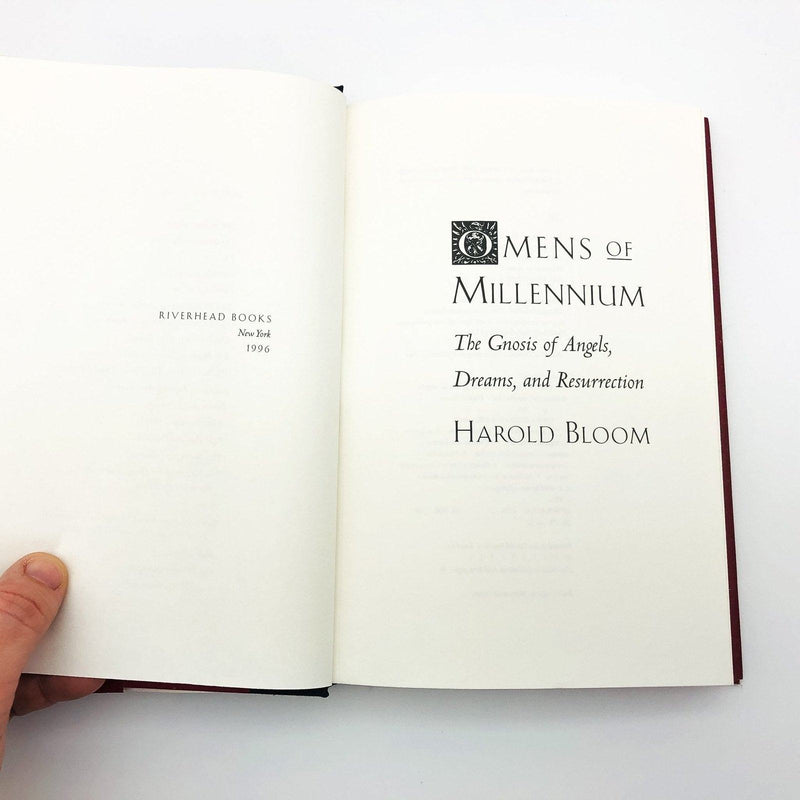 RIVERHEAD BOOKS
New York
1996
OMENS OF
MILLENNIUM
The Gnosis of Angels,
Dreams, and Resurrection
HAROLD BLOOM